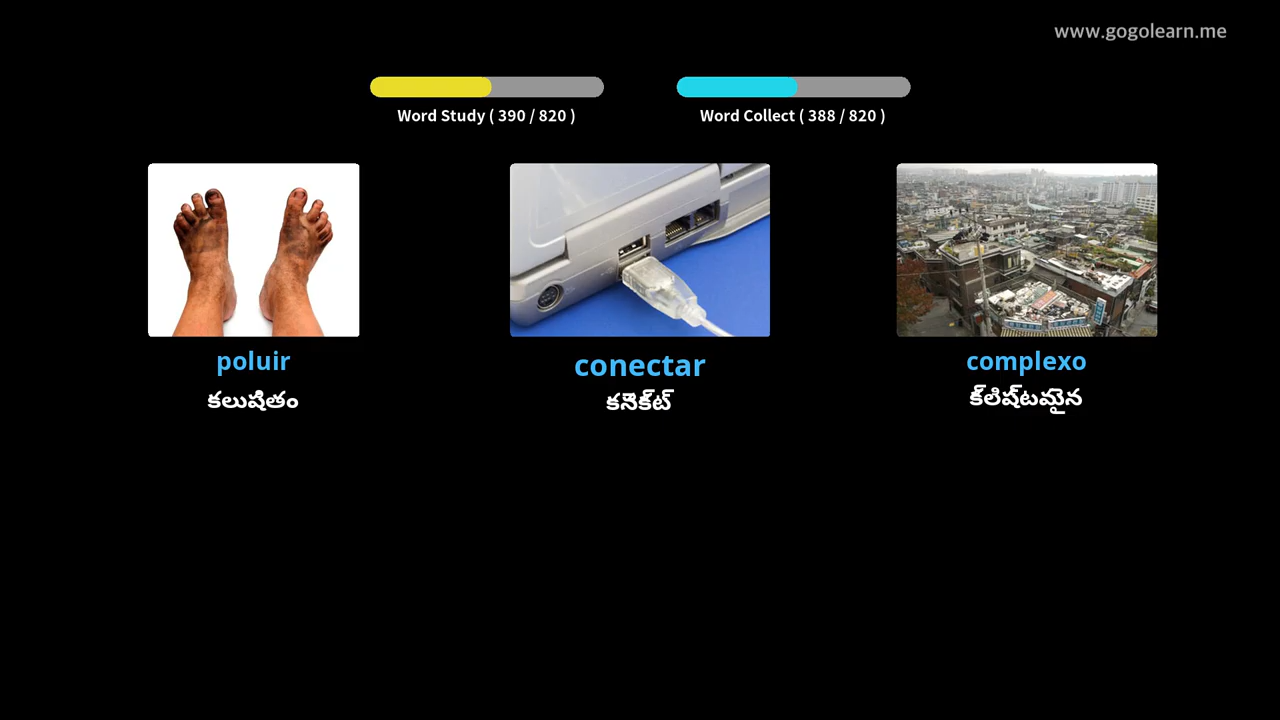 www.gogolearn.me
Word Study ( 390 / 820 )
Word Collect ( 388 / 820 )
poluir
conectar
complexo
కలుషితం
కనెక్ట్
క్లిష్టమైన